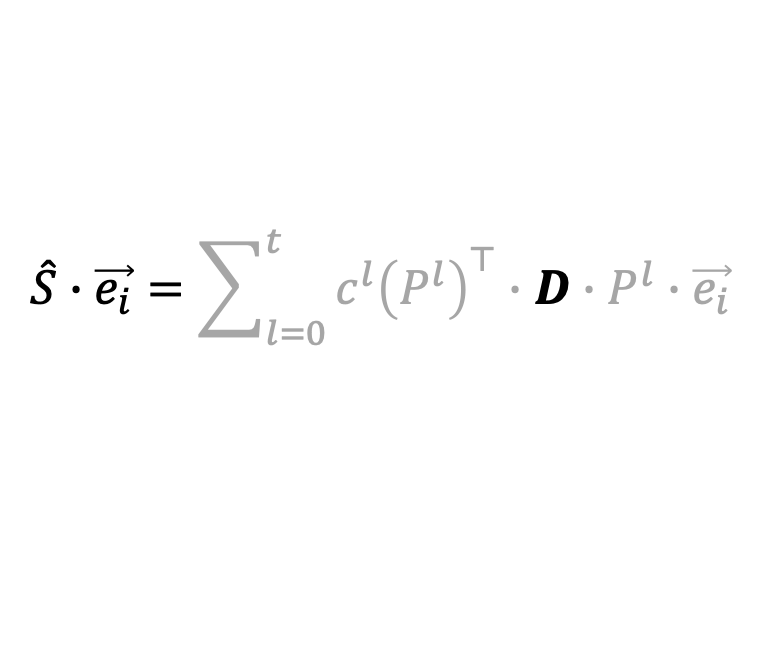 Ŝ · e⃗ᵢ = ∑ₗ₌₀ᵗ cˡ(Pˡ)ᵀ · D · Pˡ · e⃗ᵢ